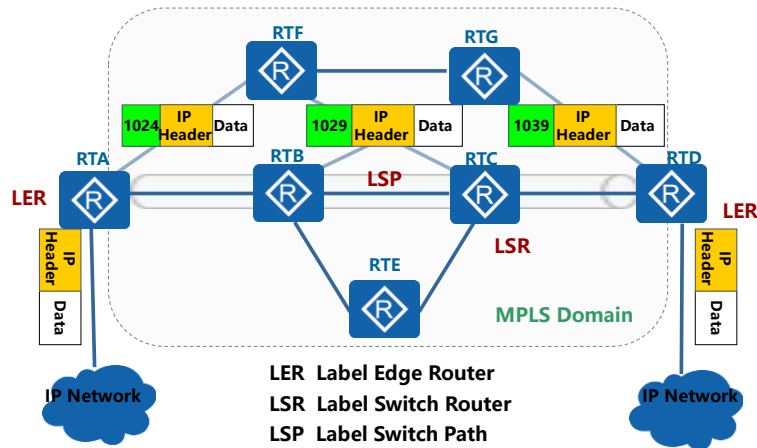 RTF
RTG
1024 IP Header Data
1029 IP Header Data
1039 IP Header Data
RTA
RTB
RTC
RTD
LER
LSP
LER
LSR
IP Header
Data
IP Header
Data
RTE
MPLS Domain
IP Network
IP Network
LER Label Edge Router
LSR Label Switch Router
LSP Label Switch Path
R
R
R
R
R
R
R